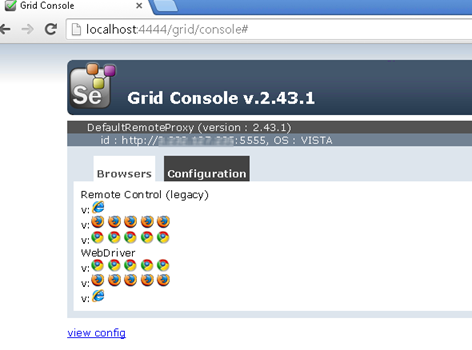 Grid Console
localhost:4444/grid/console#
Se
Grid Console v.2.43.1
DefaultRemoteProxy (version : 2.43.1)
id : http:// :5555, OS : VISTA
Browsers Configuration
Remote Control (legacy)
v:
v:
v:
WebDriver
v:
v:
v:
view config